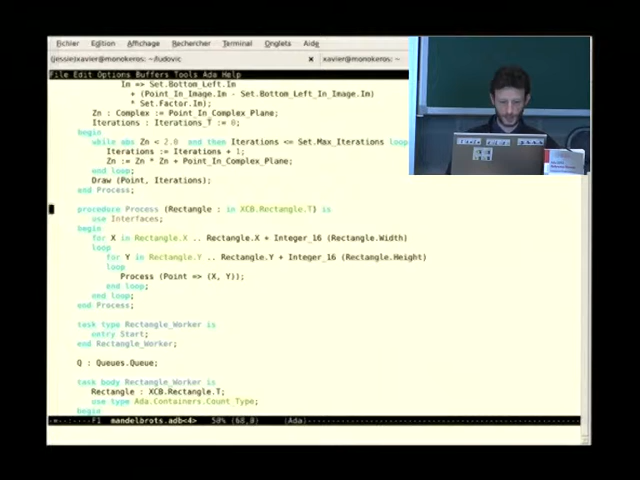 Fichier Edition Affichage Rechercher Terminal Onglets Aide
(jessie)xavier@monokeros: ~/ludovic × xavier@monokeros: ~
File Edit Options Buffers Tools Ada Help
Im => Set.Bottom_Left.Im
+ (Point_In_Image.Im - Set.Bottom_Left_In_Image.Im)
* Set.Factor.Im);
Zn : Complex := Point_In_Complex_Plane;
Iterations : Iterations_T := 0;
begin
while abs Zn < 2.0 and then Iterations <= Set.Max_Iterations loop
Iterations := Iterations + 1;
Zn := Zn * Zn + Point_In_Complex_Plane;
end loop;
Draw (Point, Iterations);
end Process;
procedure Process (Rectangle : in XCB.Rectangle.T) is
use Interfaces;
begin
for X in Rectangle.X .. Rectangle.X + Integer_16 (Rectangle.Width)
loop
for Y in Rectangle.Y .. Rectangle.Y + Integer_16 (Rectangle.Height)
loop
Process (Point => (X, Y));
end loop;
end loop;
end Process;
task type Rectangle_Worker is
entry Start;
end Rectangle_Worker;
Q : Queues.Queue;
task body Rectangle_Worker is
Rectangle : XCB.Rectangle.T;
use type Ada.Containers.Count_Type;
begin
F1 mandelbrots.adb<4> 50% (68,0) (Ada)